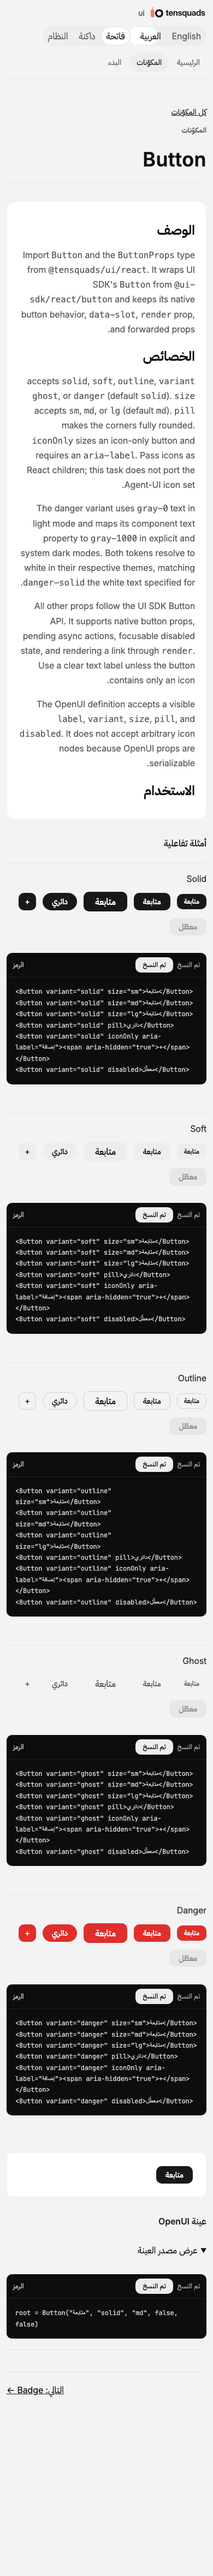 tensquads ui
English العربية فاتحة داكنة النظام
الرئيسية المكوّنات البدء
كل المكوّنات
المكوّنات
Button
الوصف
Import Button and the ButtonProps type
from @tensquads/ui/react. It wraps UI
SDK's Button from @ui-
sdk/react/button and keeps its native
button behavior, data-slot, render prop,
and forwarded props.
الخصائص
variant accepts solid, soft, outline,
ghost, or danger (default solid). size
accepts sm, md, or lg (default md). pill
makes the corners fully rounded.
iconOnly sizes an icon-only button and
requires an aria-label. Pass icons as
React children; this task does not port the
Agent-UI icon set.
The danger variant uses gray-0 text in
light mode and maps its component text
property to gray-1000 in explicit and
system dark modes. Both tokens resolve to
white in their respective modes, matching
the white text specified for danger-solid.
All other props follow the UI SDK Button
API. It supports native button props,
pending async actions, focusable disabled
state, and rendering a link through render.
Use a clear text label unless the button
contains only an icon.
The OpenUI definition accepts a visible
label, variant, size, pill, and
disabled. It does not accept arbitrary icon
nodes because OpenUI props are
serializable.
الاستخدام
أمثلة تفاعلية
Solid
متابعة متابعة متابعة دائري +
معطّل
تم النسخ تم النسخ الرمز
<Button variant="solid" size="sm">متابعة</Button>
<Button variant="solid" size="md">متابعة</Button>
<Button variant="solid" size="lg">متابعة</Button>
<Button variant="solid" pill>دائري</Button>
<Button variant="solid" iconOnly aria-
label="إضافة"><span aria-hidden="true">+</span>
</Button>
<Button variant="solid" disabled>معطّل</Button>
Soft
متابعة متابعة متابعة دائري +
معطّل
تم النسخ تم النسخ الرمز
<Button variant="soft" size="sm">متابعة</Button>
<Button variant="soft" size="md">متابعة</Button>
<Button variant="soft" size="lg">متابعة</Button>
<Button variant="soft" pill>دائري</Button>
<Button variant="soft" iconOnly aria-
label="إضافة"><span aria-hidden="true">+</span>
</Button>
<Button variant="soft" disabled>معطّل</Button>
Outline
متابعة متابعة متابعة دائري +
معطّل
تم النسخ تم النسخ الرمز
<Button variant="outline"
size="sm">متابعة</Button>
<Button variant="outline"
size="md">متابعة</Button>
<Button variant="outline"
size="lg">متابعة</Button>
<Button variant="outline" pill>دائري</Button>
<Button variant="outline" iconOnly aria-
label="إضافة"><span aria-hidden="true">+</span>
</Button>
<Button variant="outline" disabled>معطّل</Button>
Ghost
متابعة متابعة متابعة دائري +
معطّل
تم النسخ تم النسخ الرمز
<Button variant="ghost" size="sm">متابعة</Button>
<Button variant="ghost" size="md">متابعة</Button>
<Button variant="ghost" size="lg">متابعة</Button>
<Button variant="ghost" pill>دائري</Button>
<Button variant="ghost" iconOnly aria-
label="إضافة"><span aria-hidden="true">+</span>
</Button>
<Button variant="ghost" disabled>معطّل</Button>
Danger
متابعة متابعة متابعة دائري +
معطّل
تم النسخ تم النسخ الرمز
<Button variant="danger" size="sm">متابعة</Button>
<Button variant="danger" size="md">متابعة</Button>
<Button variant="danger" size="lg">متابعة</Button>
<Button variant="danger" pill>دائري</Button>
<Button variant="danger" iconOnly aria-
label="إضافة"><span aria-hidden="true">+</span>
</Button>
<Button variant="danger" disabled>معطّل</Button>
متابعة
عينة OpenUI
▼ عرض مصدر العينة
تم النسخ تم النسخ الرمز
root = Button("متابعة", "solid", "md", false,
false)
التالي: Badge ←